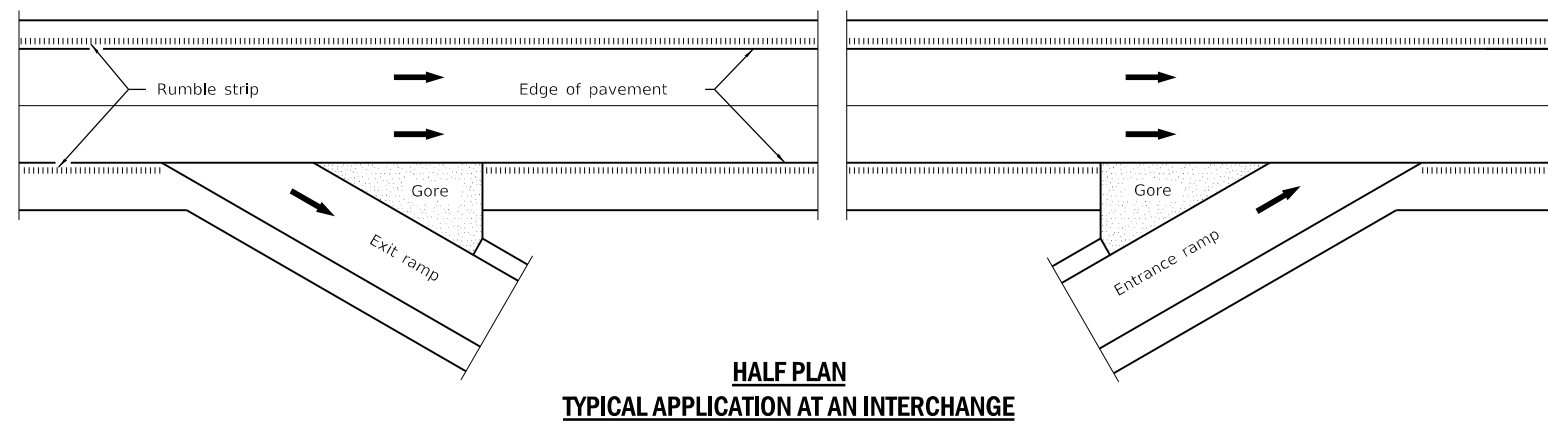 Rumble strip
Edge of pavement
Gore
Exit ramp
Gore
Entrance ramp
HALF PLAN
TYPICAL APPLICATION AT AN INTERCHANGE